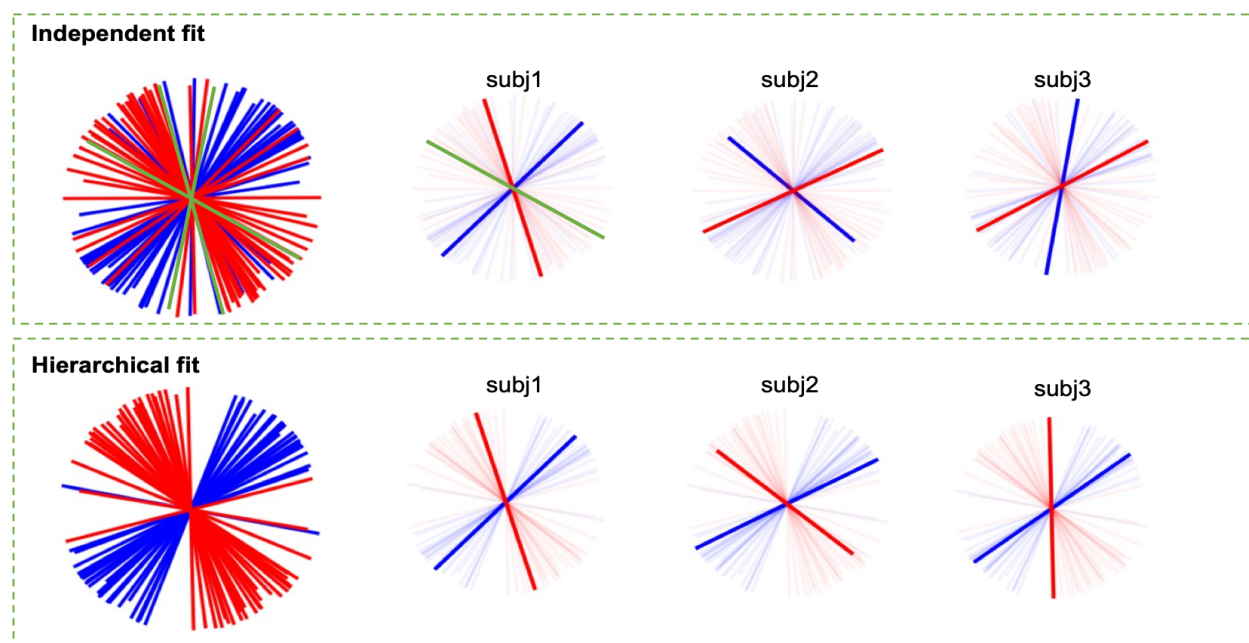 Independent fit
subj1
subj2
subj3
Hierarchical fit
subj1
subj2
subj3